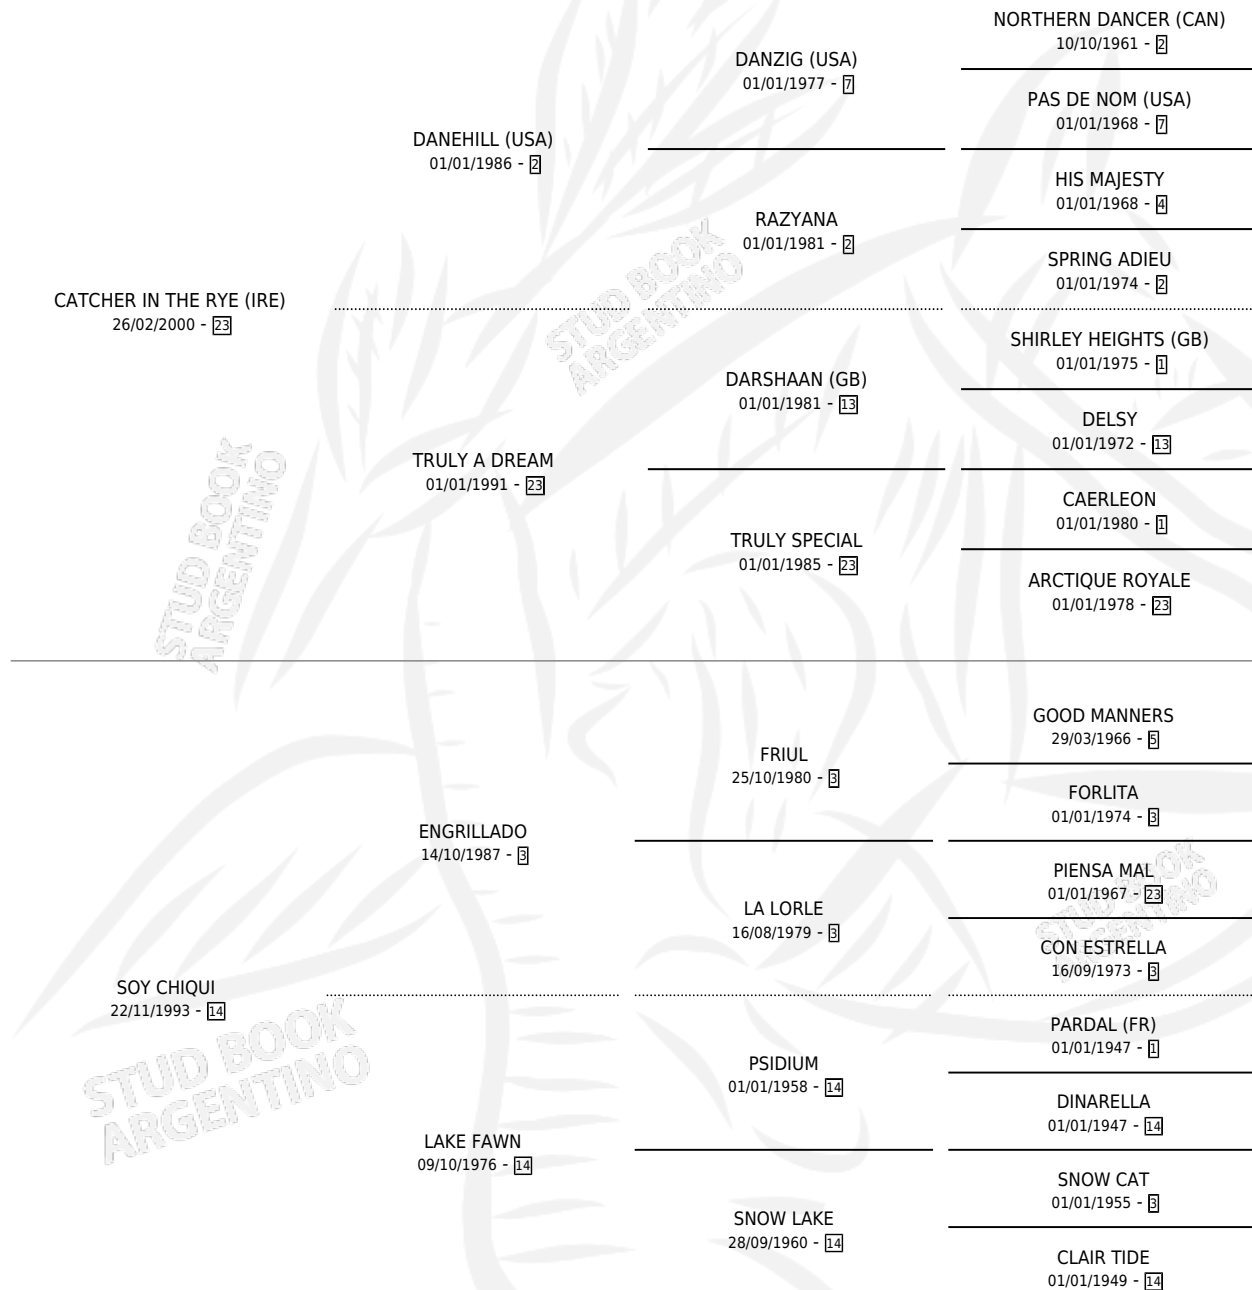 NORTHERN DANCER (CAN)
10/10/1961 - 2
DANZIG (USA)
01/01/1977 - 7
PAS DE NOM (USA)
01/01/1968 - 7
DANEHILL (USA)
01/01/1986 - 2
HIS MAJESTY
01/01/1968 - 4
RAZYANA
01/01/1981 - 2
SPRING ADIEU
01/01/1974 - 2
CATCHER IN THE RYE (IRE)
26/02/2000 - 23
SHIRLEY HEIGHTS (GB)
01/01/1975 - 1
DARSHAAN (GB)
01/01/1981 - 13
DELSY
01/01/1972 - 13
TRULY A DREAM
01/01/1991 - 23
CAERLEON
01/01/1980 - 1
TRULY SPECIAL
01/01/1985 - 23
ARCTIQUE ROYALE
01/01/1978 - 23
GOOD MANNERS
29/03/1966 - 5
FRIUL
25/10/1980 - 3
FORLITA
01/01/1974 - 3
ENGRILLADO
14/10/1987 - 3
PIENSA MAL
01/01/1967 - 23
LA LORLE
16/08/1979 - 3
CON ESTRELLA
16/09/1973 - 3
SOY CHIQUI
22/11/1993 - 14
PARDAL (FR)
01/01/1947 - 1
PSIDIUM
01/01/1958 - 14
DINARELLA
01/01/1947 - 14
LAKE FAWN
09/10/1976 - 14
SNOW CAT
01/01/1955 - 3
SNOW LAKE
28/09/1960 - 14
CLAIR TIDE
01/01/1949 - 14
STUD BOOK
ARGENTINO
STUD BOOK
ARGENTINO
STUD BOOK
ARGENTINO
STUD BOOK
ARGENTINO